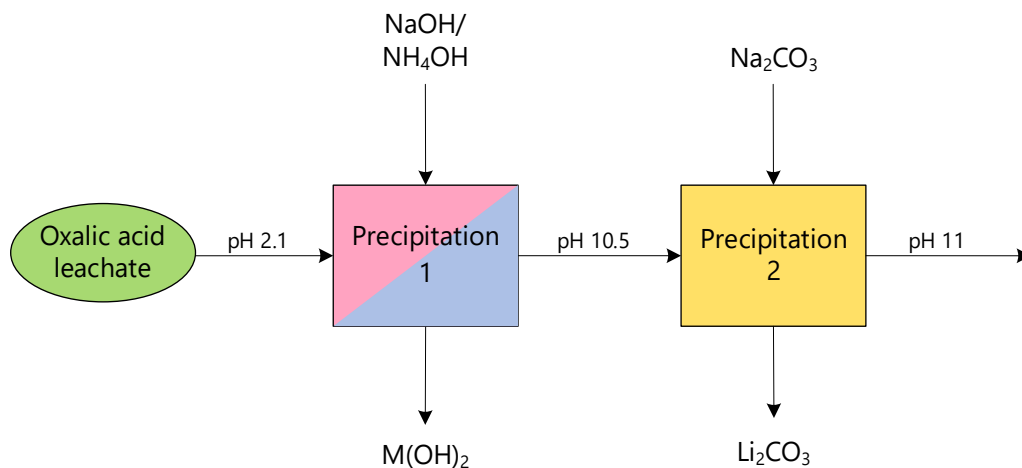 NaOH/
NH₄OH
Na₂CO₃
Oxalic acid
leachate
pH 2.1
Precipitation
1
pH 10.5
Precipitation
2
pH 11
M(OH)₂
Li₂CO₃